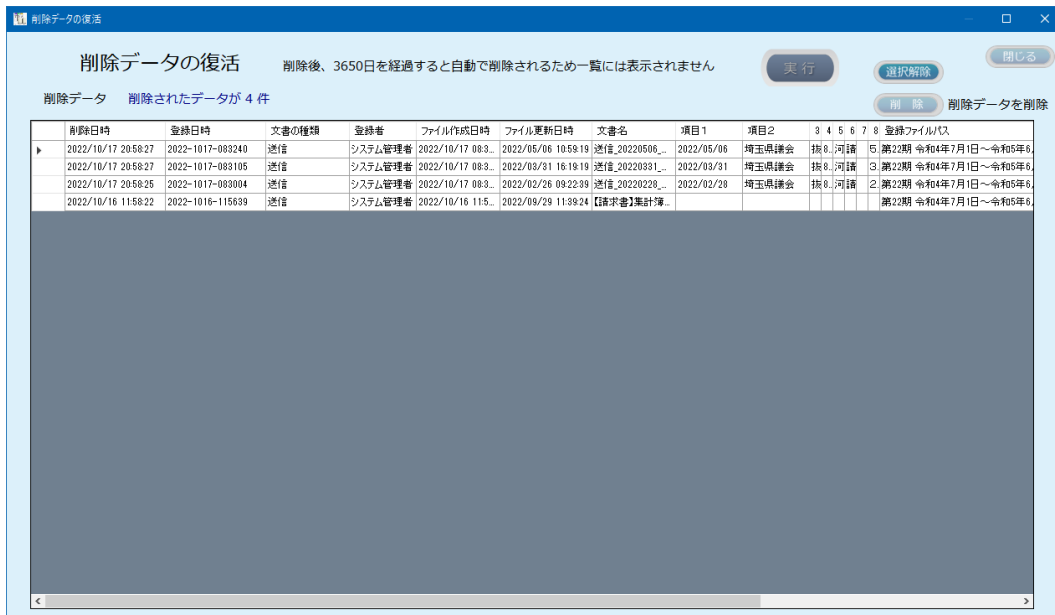 削除データの復活
削除データの復活 削除後、3650日を経過すると自動で削除されるため一覧には表示されません 実行 選択解除 閉じる
削除データ 削除されたデータが 4 件 削 除 削除データを削除
削除日時 登録日時 文書の種類 登録者 ファイル作成日時 ファイル更新日時 文書名 項目1 項目2 3 4 5 6 7 8 登録ファイルパス
2022/10/17 20:58:27 2022-1017-083240 送信 システム管理者 2022/10/17 08:3... 2022/05/06 10:59:19 送信_20220506_... 2022/05/06 埼玉県議会 抜 8.. 河 請 5. 第22期 令和4年7月1日～令和5年6.
2022/10/17 20:58:27 2022-1017-083105 送信 システム管理者 2022/10/17 08:3... 2022/03/31 16:19:19 送信_20220331_... 2022/03/31 埼玉県議会 抜 8.. 河 請 3. 第22期 令和4年7月1日～令和5年6.
2022/10/17 20:58:25 2022-1017-083004 送信 システム管理者 2022/10/17 08:3... 2022/02/26 09:22:39 送信_20220228_... 2022/02/28 埼玉県議会 抜 8.. 河 請 2. 第22期 令和4年7月1日～令和5年6.
2022/10/16 11:58:22 2022-1016-115639 送信 システム管理者 2022/10/16 11:5... 2022/09/29 11:39:24 【請求書】集計簿... 第22期 令和4年7月1日～令和5年6.